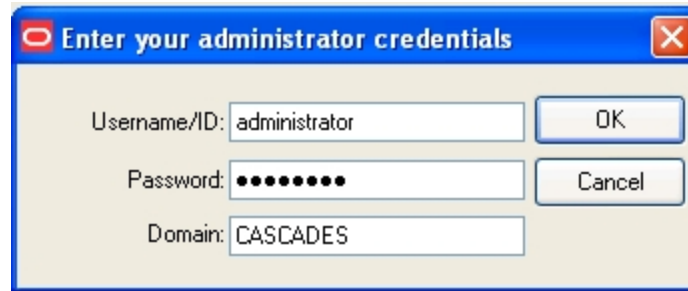 Enter your administrator credentials
Username/ID: administrator OK
Password: ●●●●●●●● Cancel
Domain: CASCADES